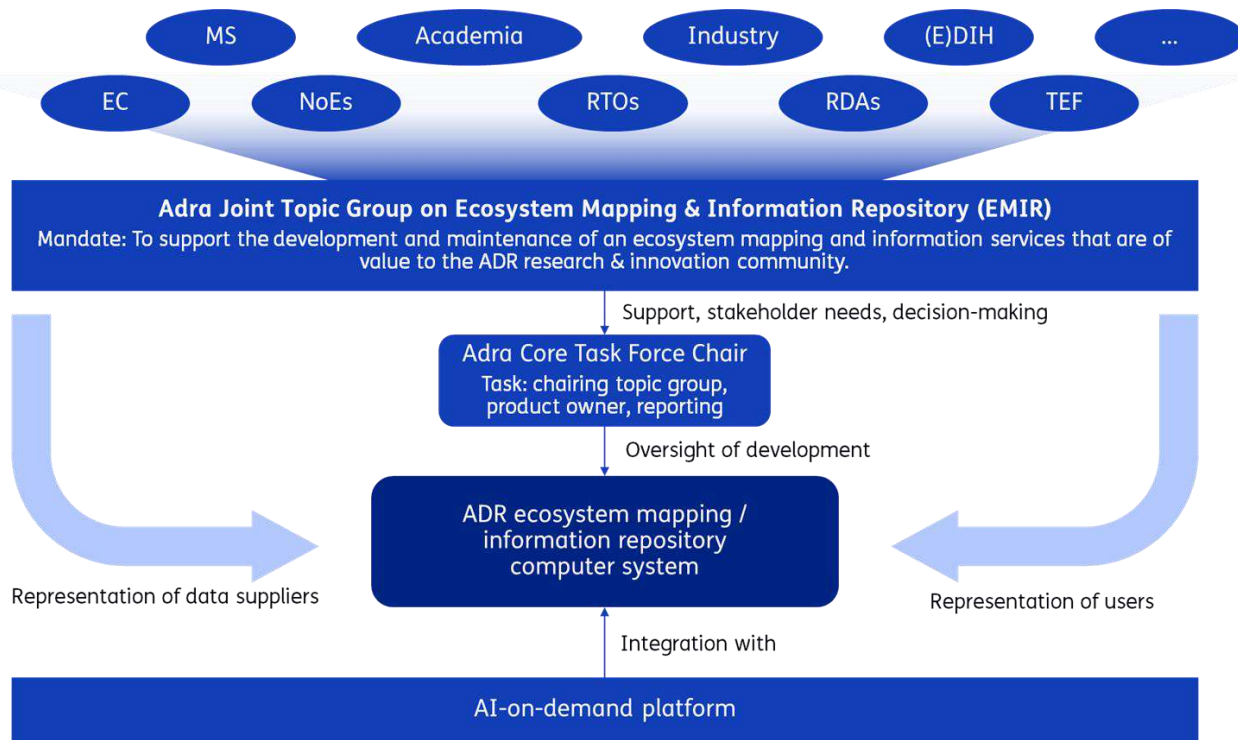 MS
Academia
Industry
(E)DIH
...
EC
NoEs
RTOs
RDAs
TEF
Adra Joint Topic Group on Ecosystem Mapping & Information Repository (EMIR)
Mandate: To support the development and maintenance of an ecosystem mapping and information services that are of
value to the ADR research & innovation community.
Support, stakeholder needs, decision-making
Adra Core Task Force Chair
Task: chairing topic group,
product owner, reporting
Oversight of development
ADR ecosystem mapping /
information repository
computer system
Representation of data suppliers
Representation of users
Integration with
AI-on-demand platform